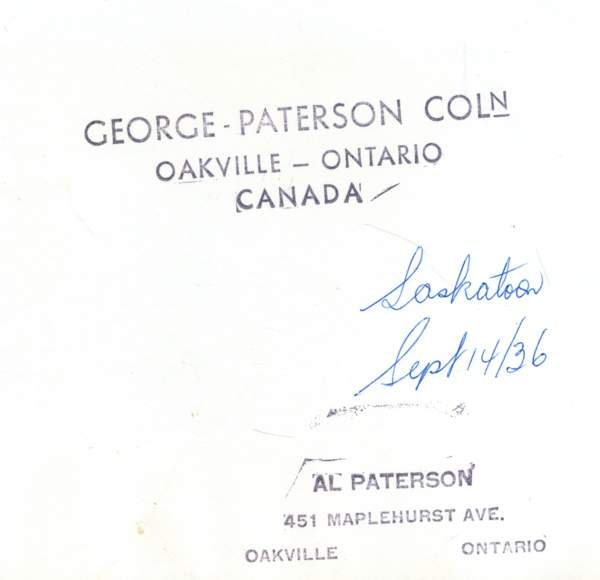 GEORGE - PATERSON COLN
OAKVILLE — ONTARIO
CANADA
Saskatoon
Sept 14/36
AL PATERSON
451 MAPLEHURST AVE.
OAKVILLE ONTARIO